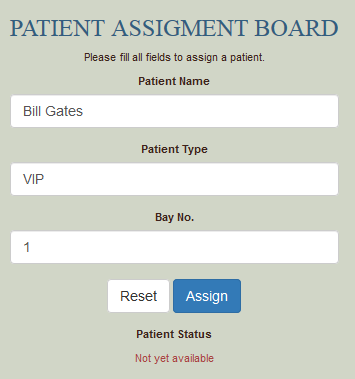 PATIENT ASSIGMENT BOARD
Please fill all fields to assign a patient.
Patient Name
Bill Gates
Patient Type
VIP
Bay No.
1
Reset Assign
Patient Status
Not yet available